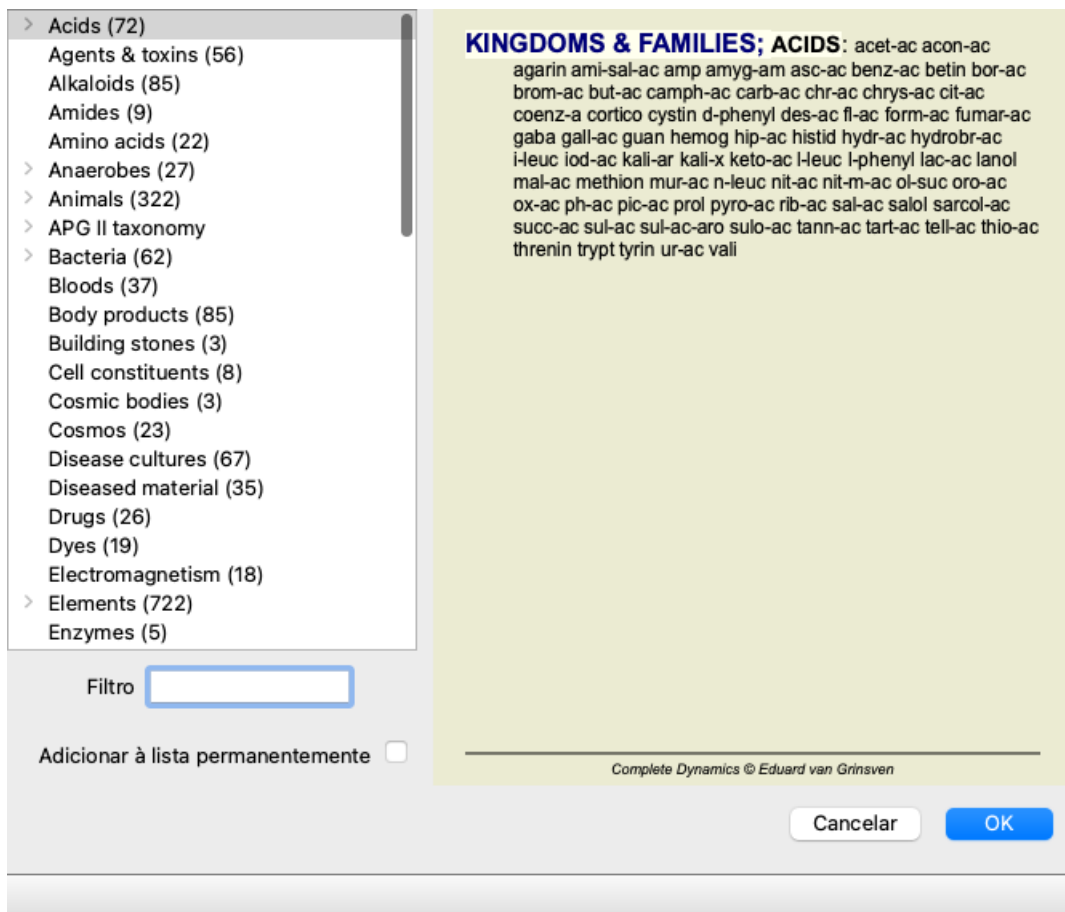 Acids (72)
Agents & toxins (56)
Alkaloids (85)
Amides (9)
Amino acids (22)
Anaerobes (27)
Animals (322)
APG II taxonomy
Bacteria (62)
Bloods (37)
Body products (85)
Building stones (3)
Cell constituents (8)
Cosmic bodies (3)
Cosmos (23)
Disease cultures (67)
Diseased material (35)
Drugs (26)
Dyes (19)
Electromagnetism (18)
Elements (722)
Enzymes (5)
Filtro
Adicionar à lista permanentemente
KINGDOMS & FAMILIES; ACIDS: acet-ac acon-ac
agarin ami-sal-ac amp amyg-am asc-ac benz-ac betin bor-ac
brom-ac but-ac camph-ac carb-ac chr-ac chrys-ac cit-ac
coenz-a cortico cystin d-phenyl des-ac fl-ac form-ac fumar-ac
gaba gall-ac guan hemog hip-ac histid hydr-ac hydrobr-ac
i-leuc iod-ac kali-ar kali-x keto-ac l-leuc l-phenyl lac-ac lanol
mal-ac methion mur-ac n-leuc nit-ac nit-m-ac ol-suc oro-ac
ox-ac ph-ac pic-ac prol pyro-ac rib-ac sal-ac salol sarcol-ac
succ-ac sul-ac sul-ac-aro sulo-ac tann-ac tart-ac tell-ac thio-ac
threnin trypt tyrin ur-ac vali
Complete Dynamics © Eduard van Grinsven
Cancelar
OK